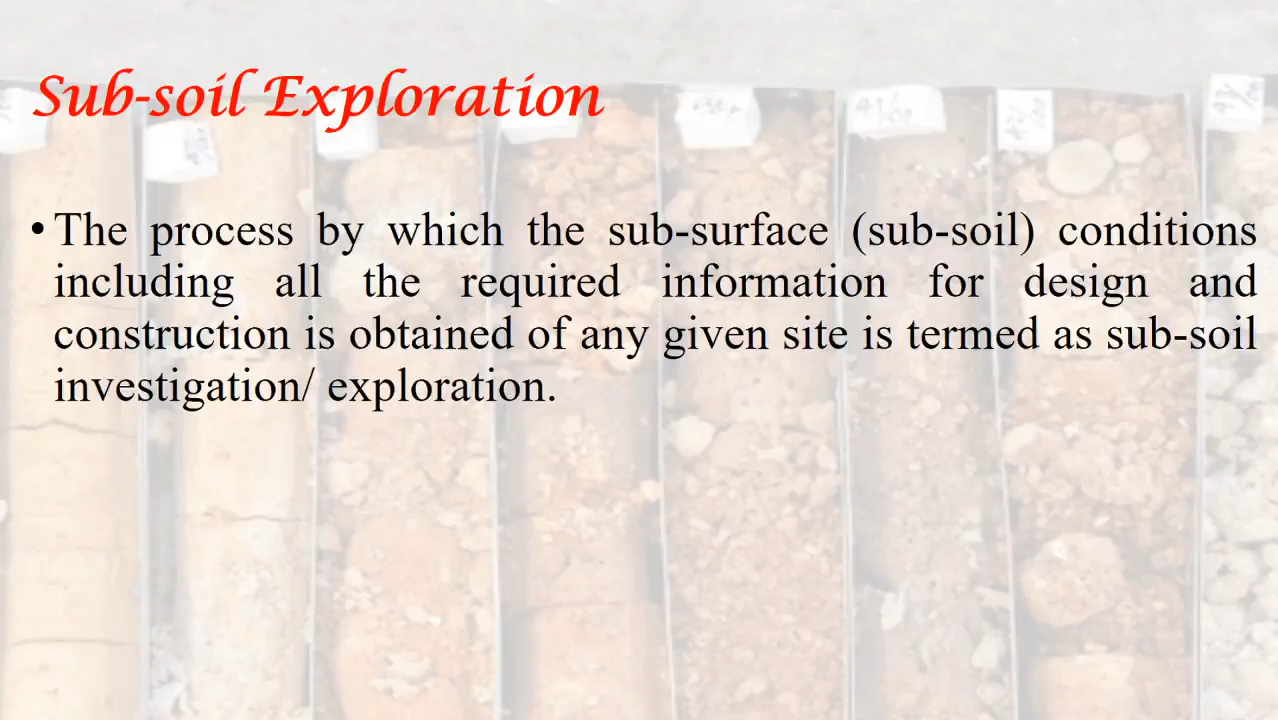 Sub-soil Exploration
• The process by which the sub-surface (sub-soil) conditions
including all the required information for design and
construction is obtained of any given site is termed as sub-soil
investigation/ exploration.